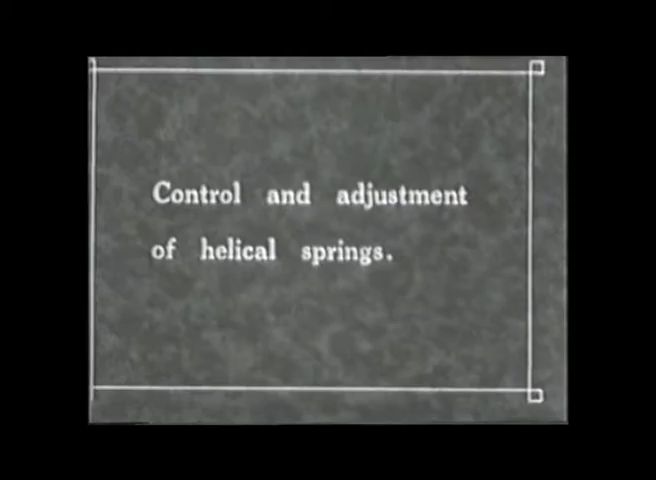 Control and adjustment
of helical springs.